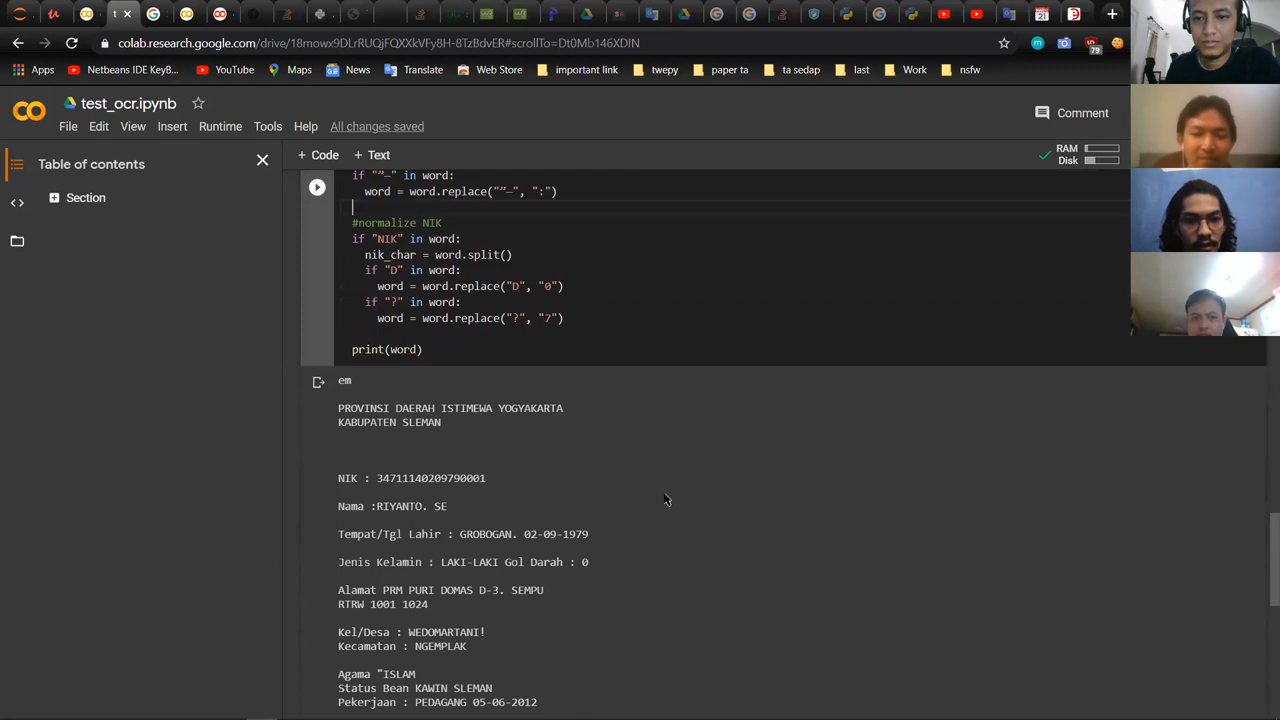 t
79
colab.research.google.com/drive/18mowx9DLrRUQjFQXXkVFy8H-8TzBdvER#scrollTo=Dt0Mb146XDIN
Apps
Netbeans IDE KeyB...
YouTube
Maps
News
Translate
Web Store
important link
twepy
paper ta
ta sedap
last
Work
nsfw
test_ocr.ipynb
File
Edit
View
Insert
Runtime
Tools
Help
All changes saved
Comment
Table of contents
+ Code
+ Text
RAM
Disk
Section
if "”—" in word:
word = word.replace("”—", ":")
#normalize NIK
if "NIK" in word:
nik_char = word.split()
if "D" in word:
word = word.replace("D", "0")
if "?" in word:
word = word.replace("?", "7")
print(word)
em
PROVINSI DAERAH ISTIMEWA YOGYAKARTA
KABUPATEN SLEMAN
NIK : 34711140209790001
Nama :RIYANTO. SE
Tempat/Tgl Lahir : GROBOGAN. 02-09-1979
Jenis Kelamin : LAKI-LAKI Gol Darah : 0
Alamat PRM PURI DOMAS D-3. SEMPU
RTRW 1001 1024
Kel/Desa : WEDOMARTANI!
Kecamatan : NGEMPLAK
Agama "ISLAM
Status Bean KAWIN SLEMAN
Pekerjaan : PEDAGANG 05-06-2012